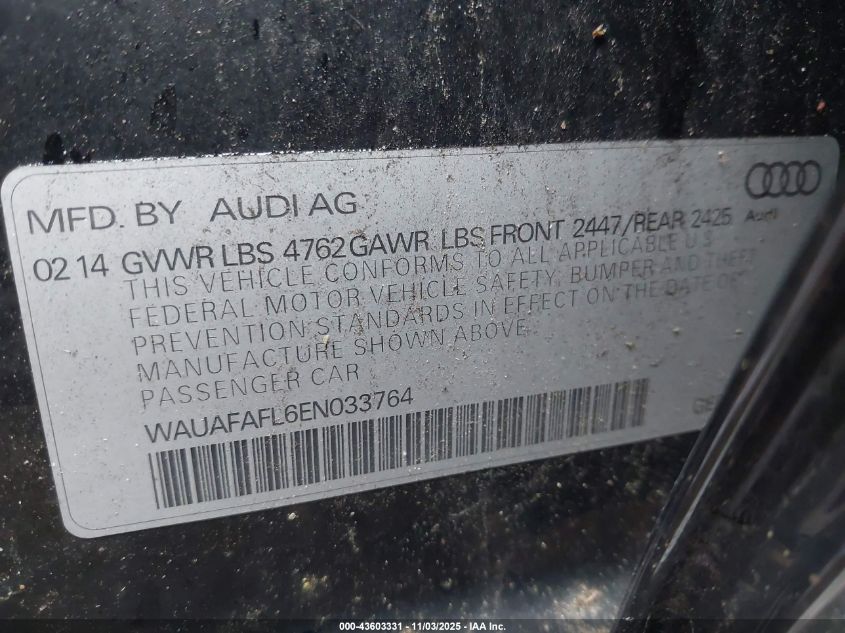 MFD. BY AUDI AG
Audi
02 14 GVWR LBS 4762 GAWR LBS FRONT 2447/REAR 2425
THIS VEHICLE CONFORMS TO ALL APPLICABLE U.S.
FEDERAL MOTOR VEHICLE SAFETY, BUMPER AND THEFT
PREVENTION STANDARDS IN EFFECT ON THE DATE OF
MANUFACTURE SHOWN ABOVE
PASSENGER CAR
WAUAFAFL6EN033764
000-43603331 - 11/03/2025 - IAA Inc.